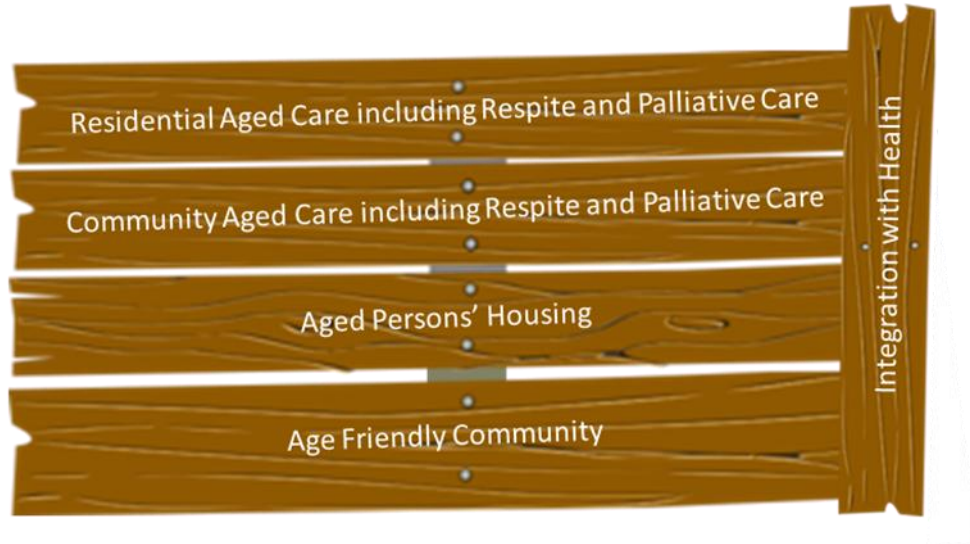 Residential Aged Care including Respite and Palliative Care
Community Aged Care including Respite and Palliative Care
Aged Persons’ Housing
Age Friendly Community
Integration with Health